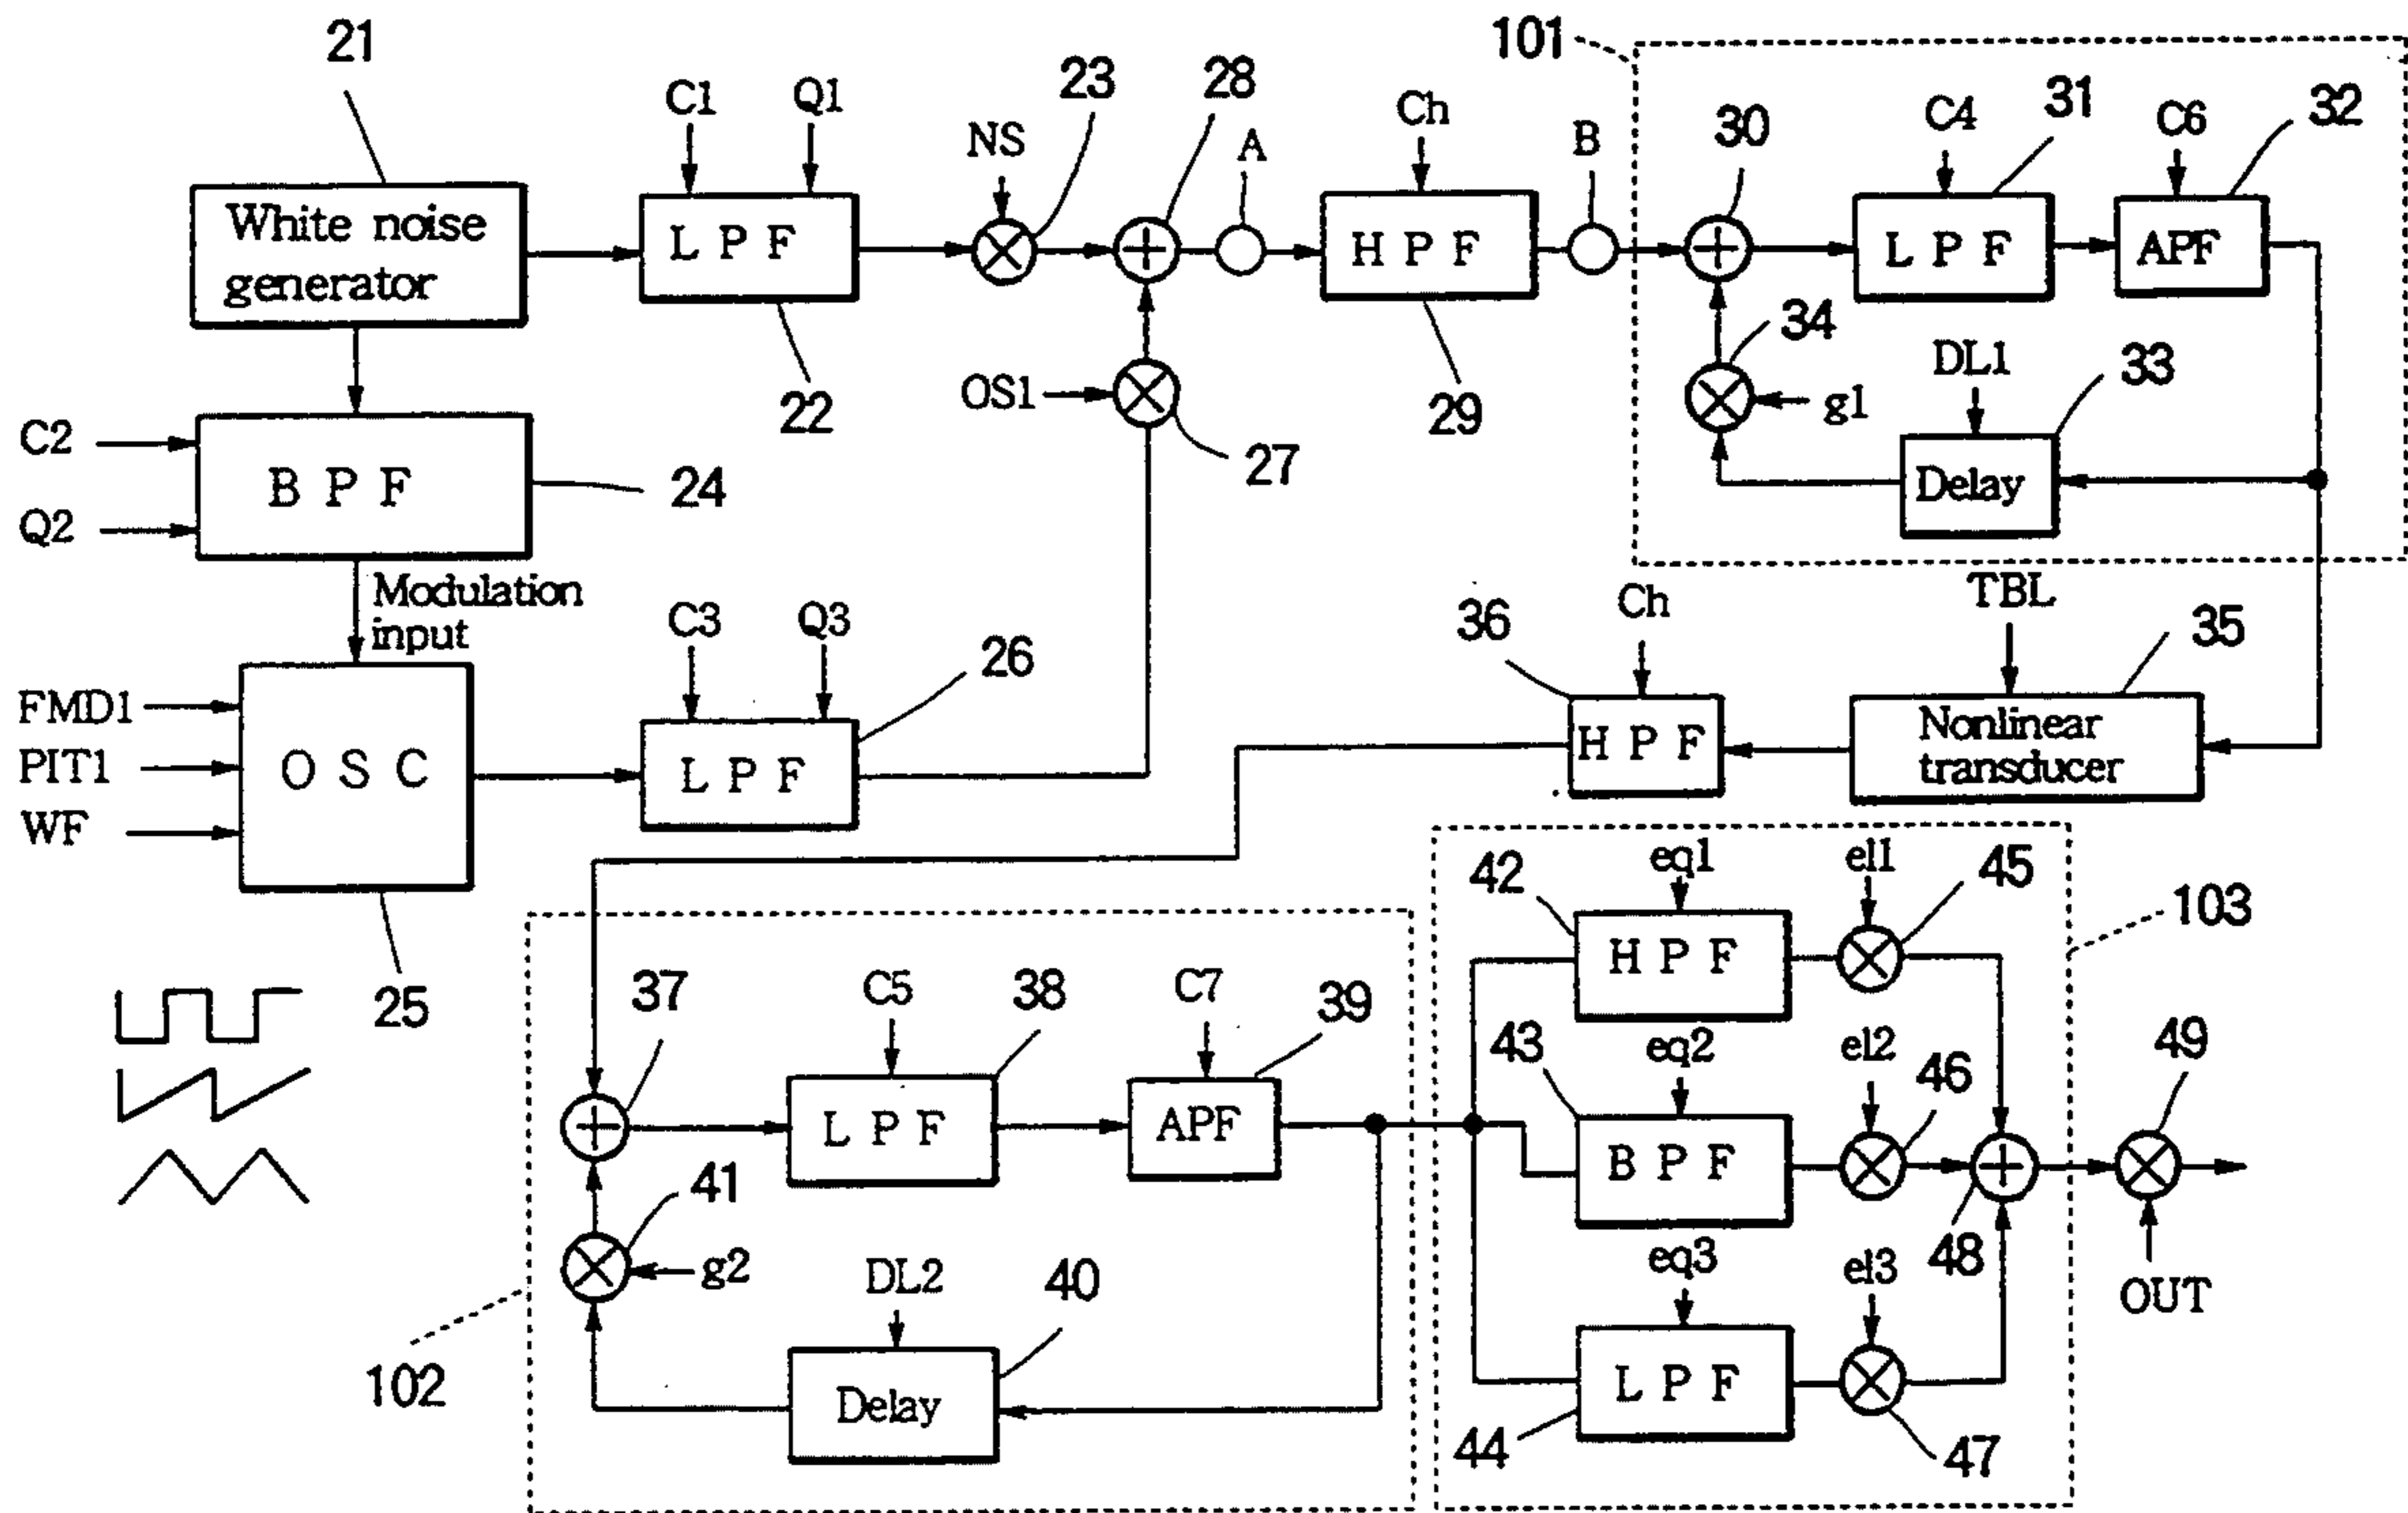 21
C1
Q1
NS
23
28
A
Ch
B
101
30
C4
31
C6
32
White noise
generator
L P F
H P F
L P F
APF
22
OS1
27
29
34
g1
DL1
33
Delay
C2
Q2
B P F
24
Modulation
input
C3
Q3
26
36
Ch
TBL
35
FMD1
PIT1
WF
O S C
L P F
H P F
Nonlinear
transducer
25
42
eq1
el1
45
103
H P F
37
C5
38
C7
39
43
eq2
el2
46
49
L P F
APF
B P F
48
41
g2
DL2
40
eq3
el3
OUT
102
Delay
L P F
44
47